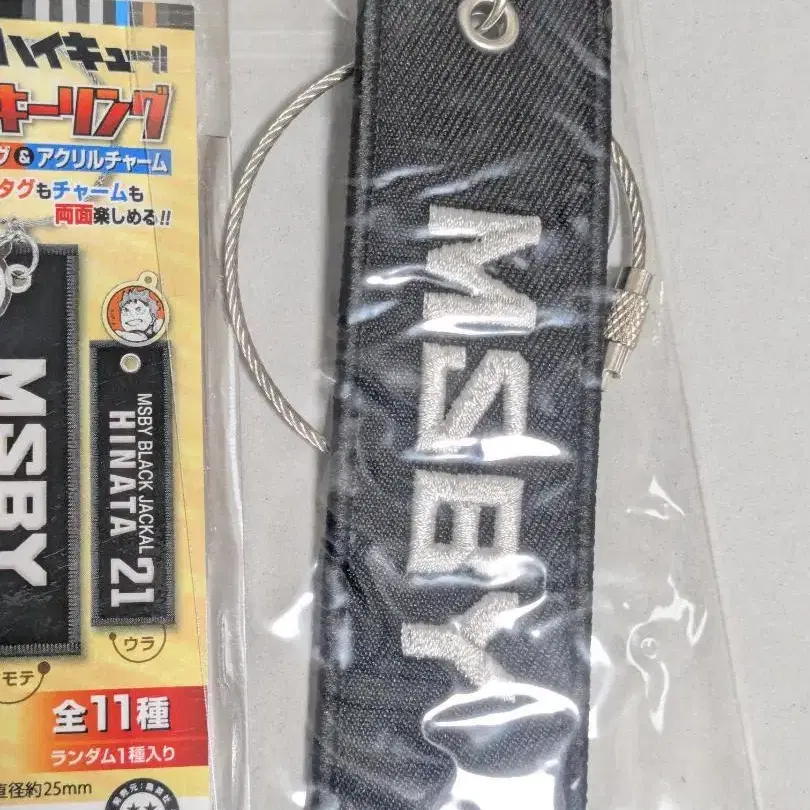 ハイキュー!!
キーリング
グ&アクリルチャーム
タグもチャームも
両面楽しめる!!
MSBY
MSBY BLACK JACKAL
HINATA 21
モテ
ウラ
全11種
ランダム1種入り
直径約25mm
MSBY